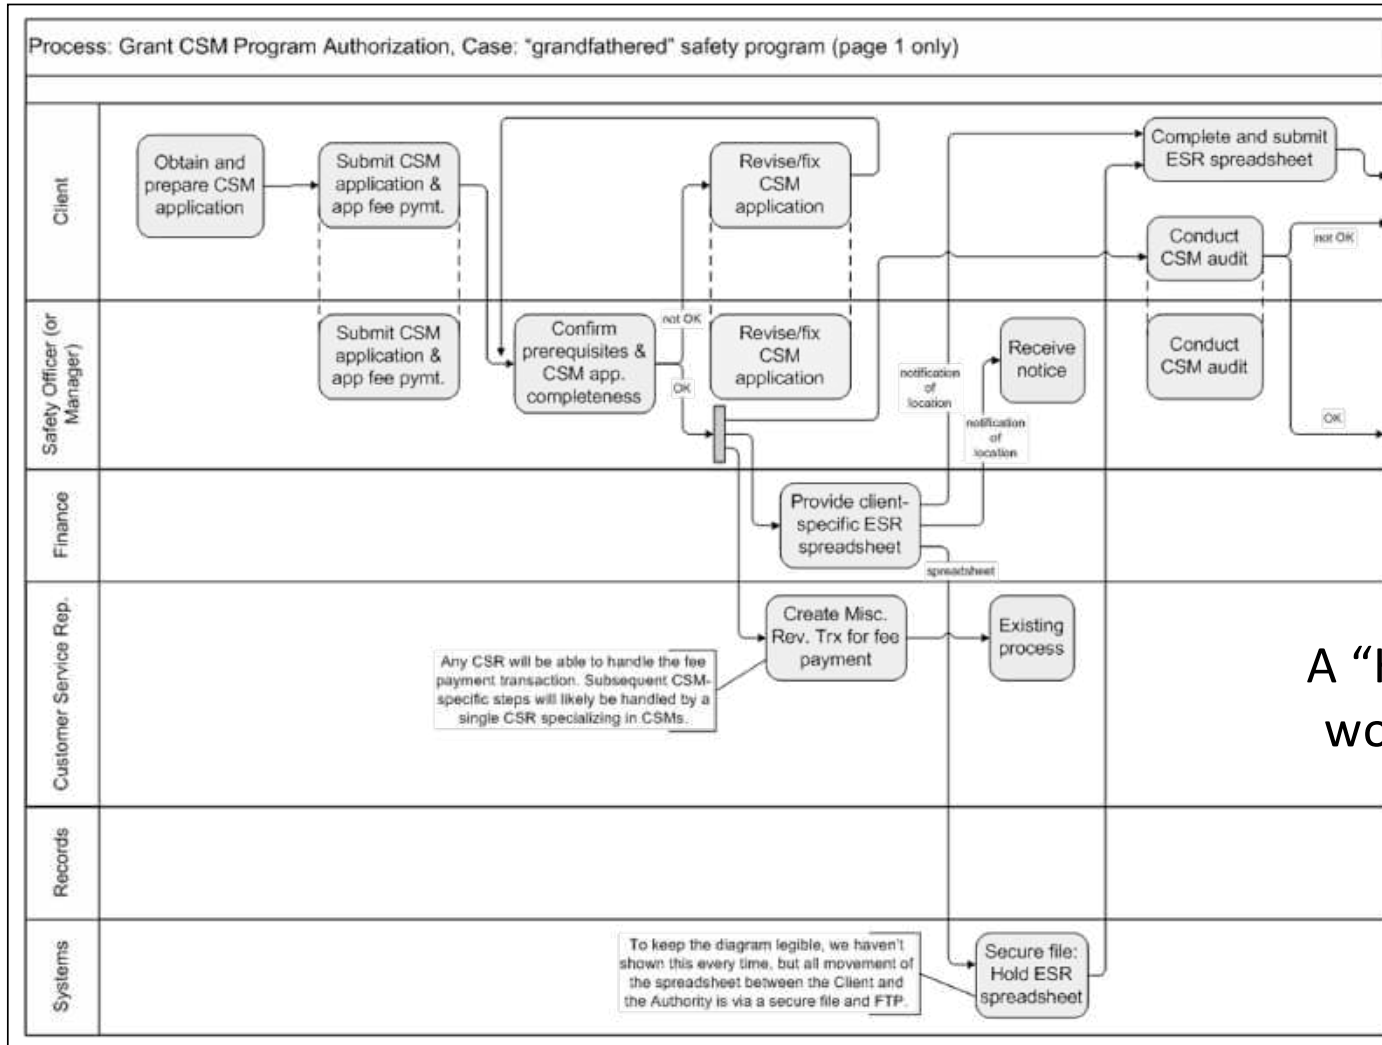 Process: Grant CSM Program Authorization, Case: "grandfathered" safety program (page 1 only)
Client
Obtain and
prepare CSM
application
Submit CSM
application &
app fee pymt.
Revise/fix
CSM
application
Complete and submit
ESR spreadsheet
Conduct
CSM audit
not OK
Safety Officer (or
Manager)
Submit CSM
application &
app fee pymt.
Confirm
prerequisites &
CSM app.
completeness
not OK
OK
Revise/fix
CSM
application
notification
of
location
Receive
notice
notification
of
location
Conduct
CSM audit
OK
Finance
Provide client-
specific ESR
spreadsheet
spreadsheet
Customer Service Rep.
Any CSR will be able to handle the fee
payment transaction. Subsequent CSM-
specific steps will likely be handled by a
single CSR specializing in CSMs.
Create Misc.
Rev. Trx for fee
payment
Existing
process
A
Records
Systems
To keep the diagram legible, we haven't
shown this every time, but all movement of
the spreadsheet between the Client and
the Authority is via a secure file and FTP.
Secure file:
Hold ESR
spreadsheet